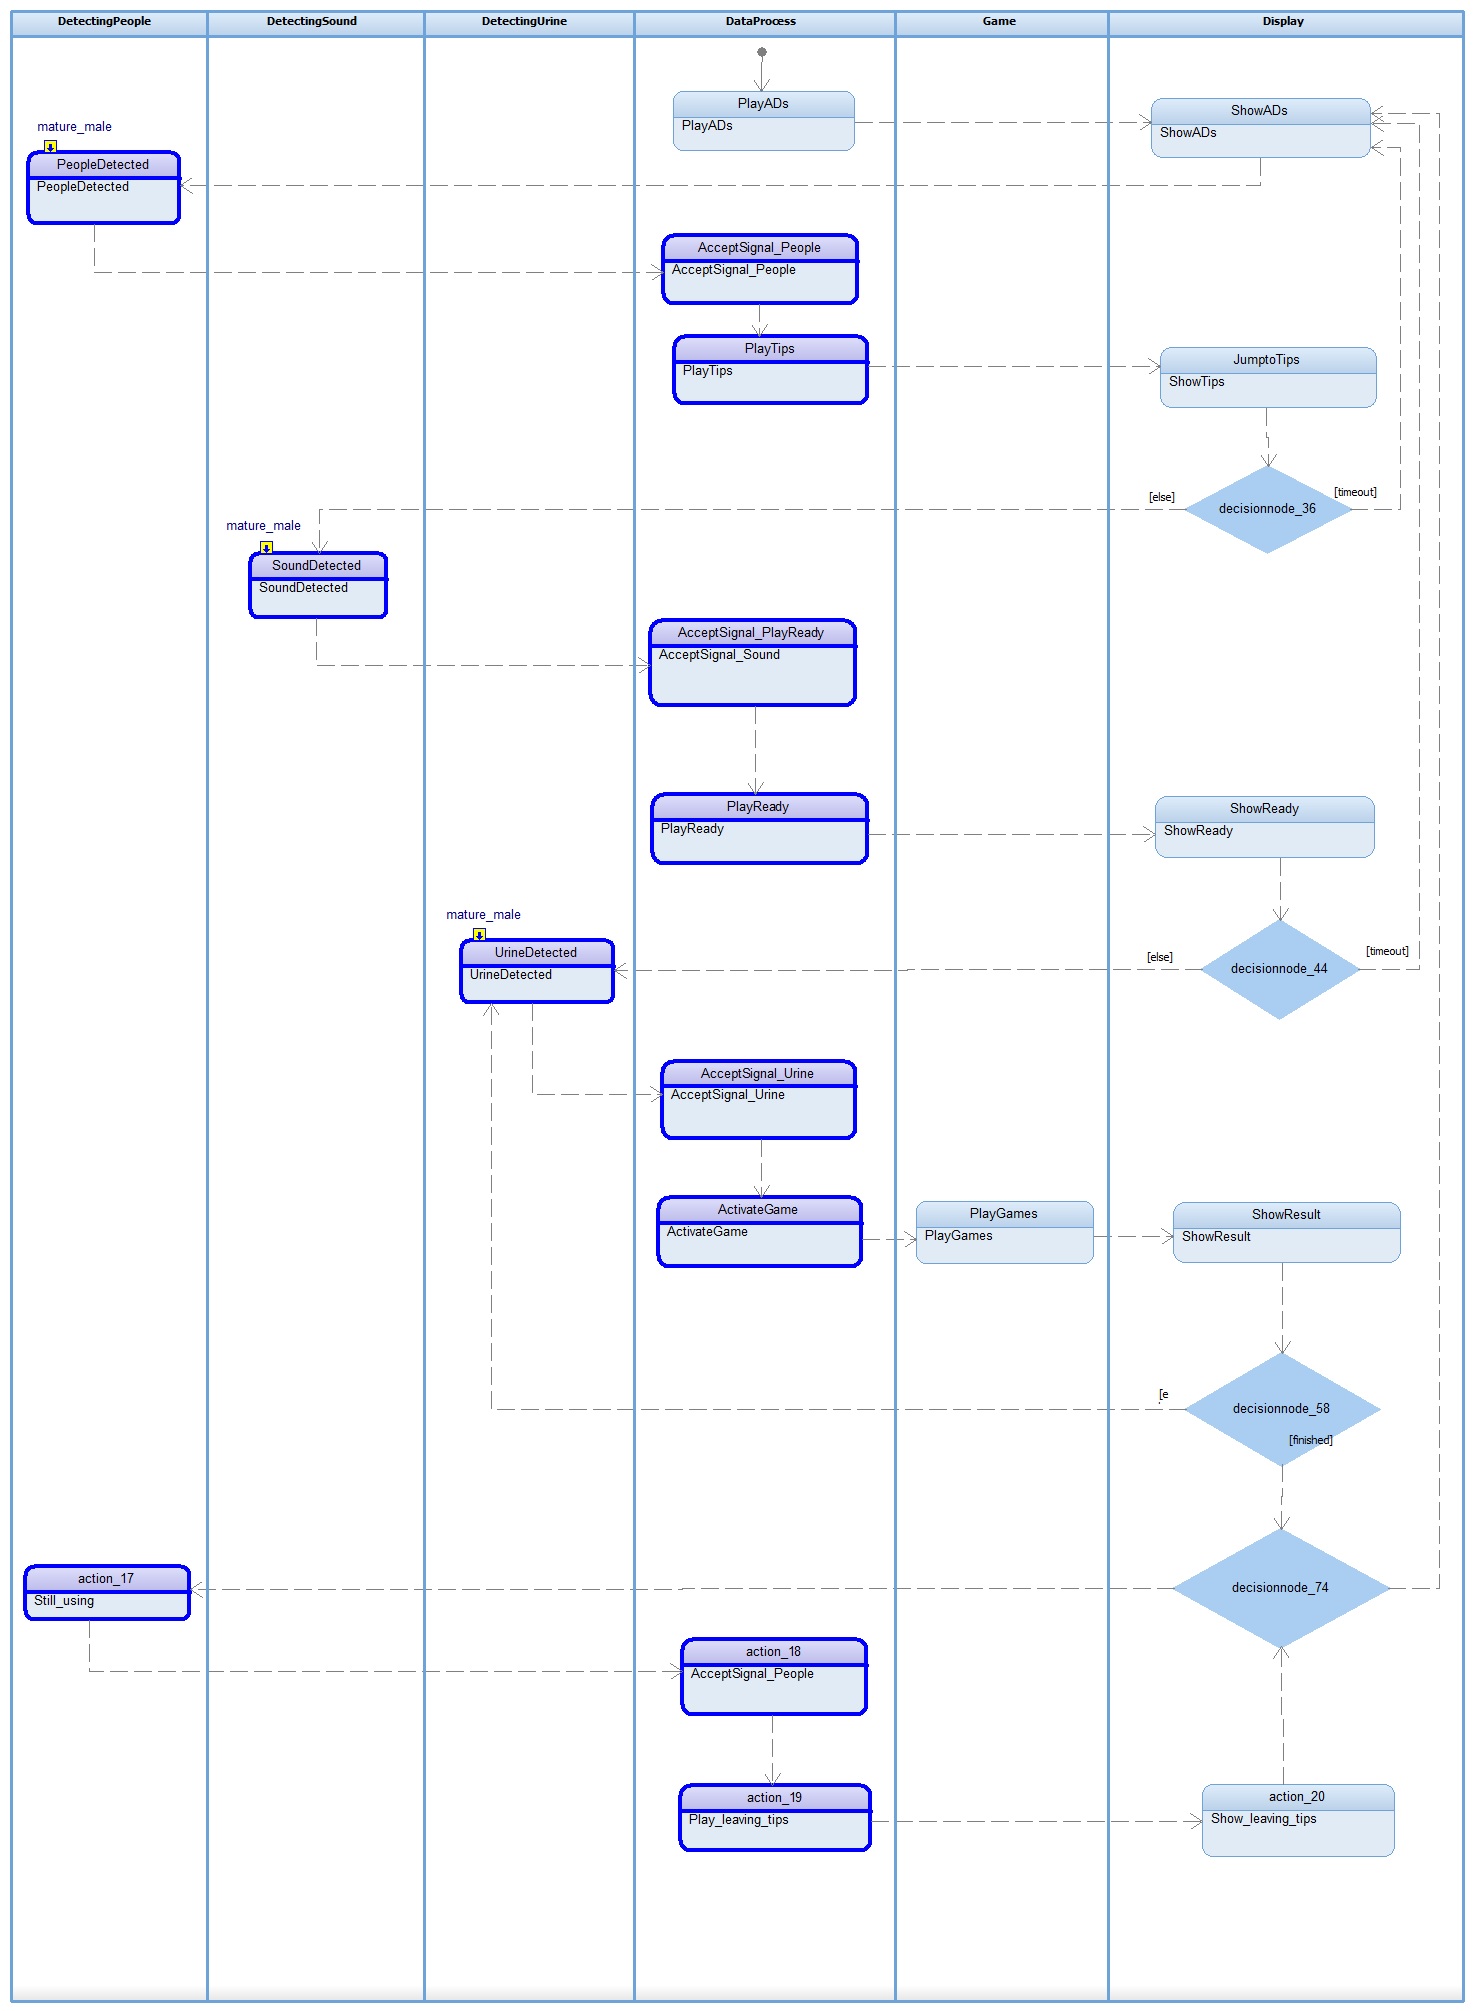 DetectingPeople
DetectingSound
DetectingUrine
DataProcess
Game
Display
PlayADs
PlayADs
ShowADs
ShowADs
mature_male
PeopleDetected
PeopleDetected
AcceptSignal_People
AcceptSignal_People
PlayTips
PlayTips
JumptoTips
ShowTips
[else]
[timeout]
decisionnode_36
mature_male
SoundDetected
SoundDetected
AcceptSignal_PlayReady
AcceptSignal_Sound
PlayReady
PlayReady
ShowReady
ShowReady
mature_male
UrineDetected
UrineDetected
[else]
[timeout]
decisionnode_44
AcceptSignal_Urine
AcceptSignal_Urine
ActivateGame
ActivateGame
PlayGames
PlayGames
ShowResult
ShowResult
[e
decisionnode_58
[finished]
action_17
Still_using
decisionnode_74
action_18
AcceptSignal_People
action_19
Play_leaving_tips
action_20
Show_leaving_tips